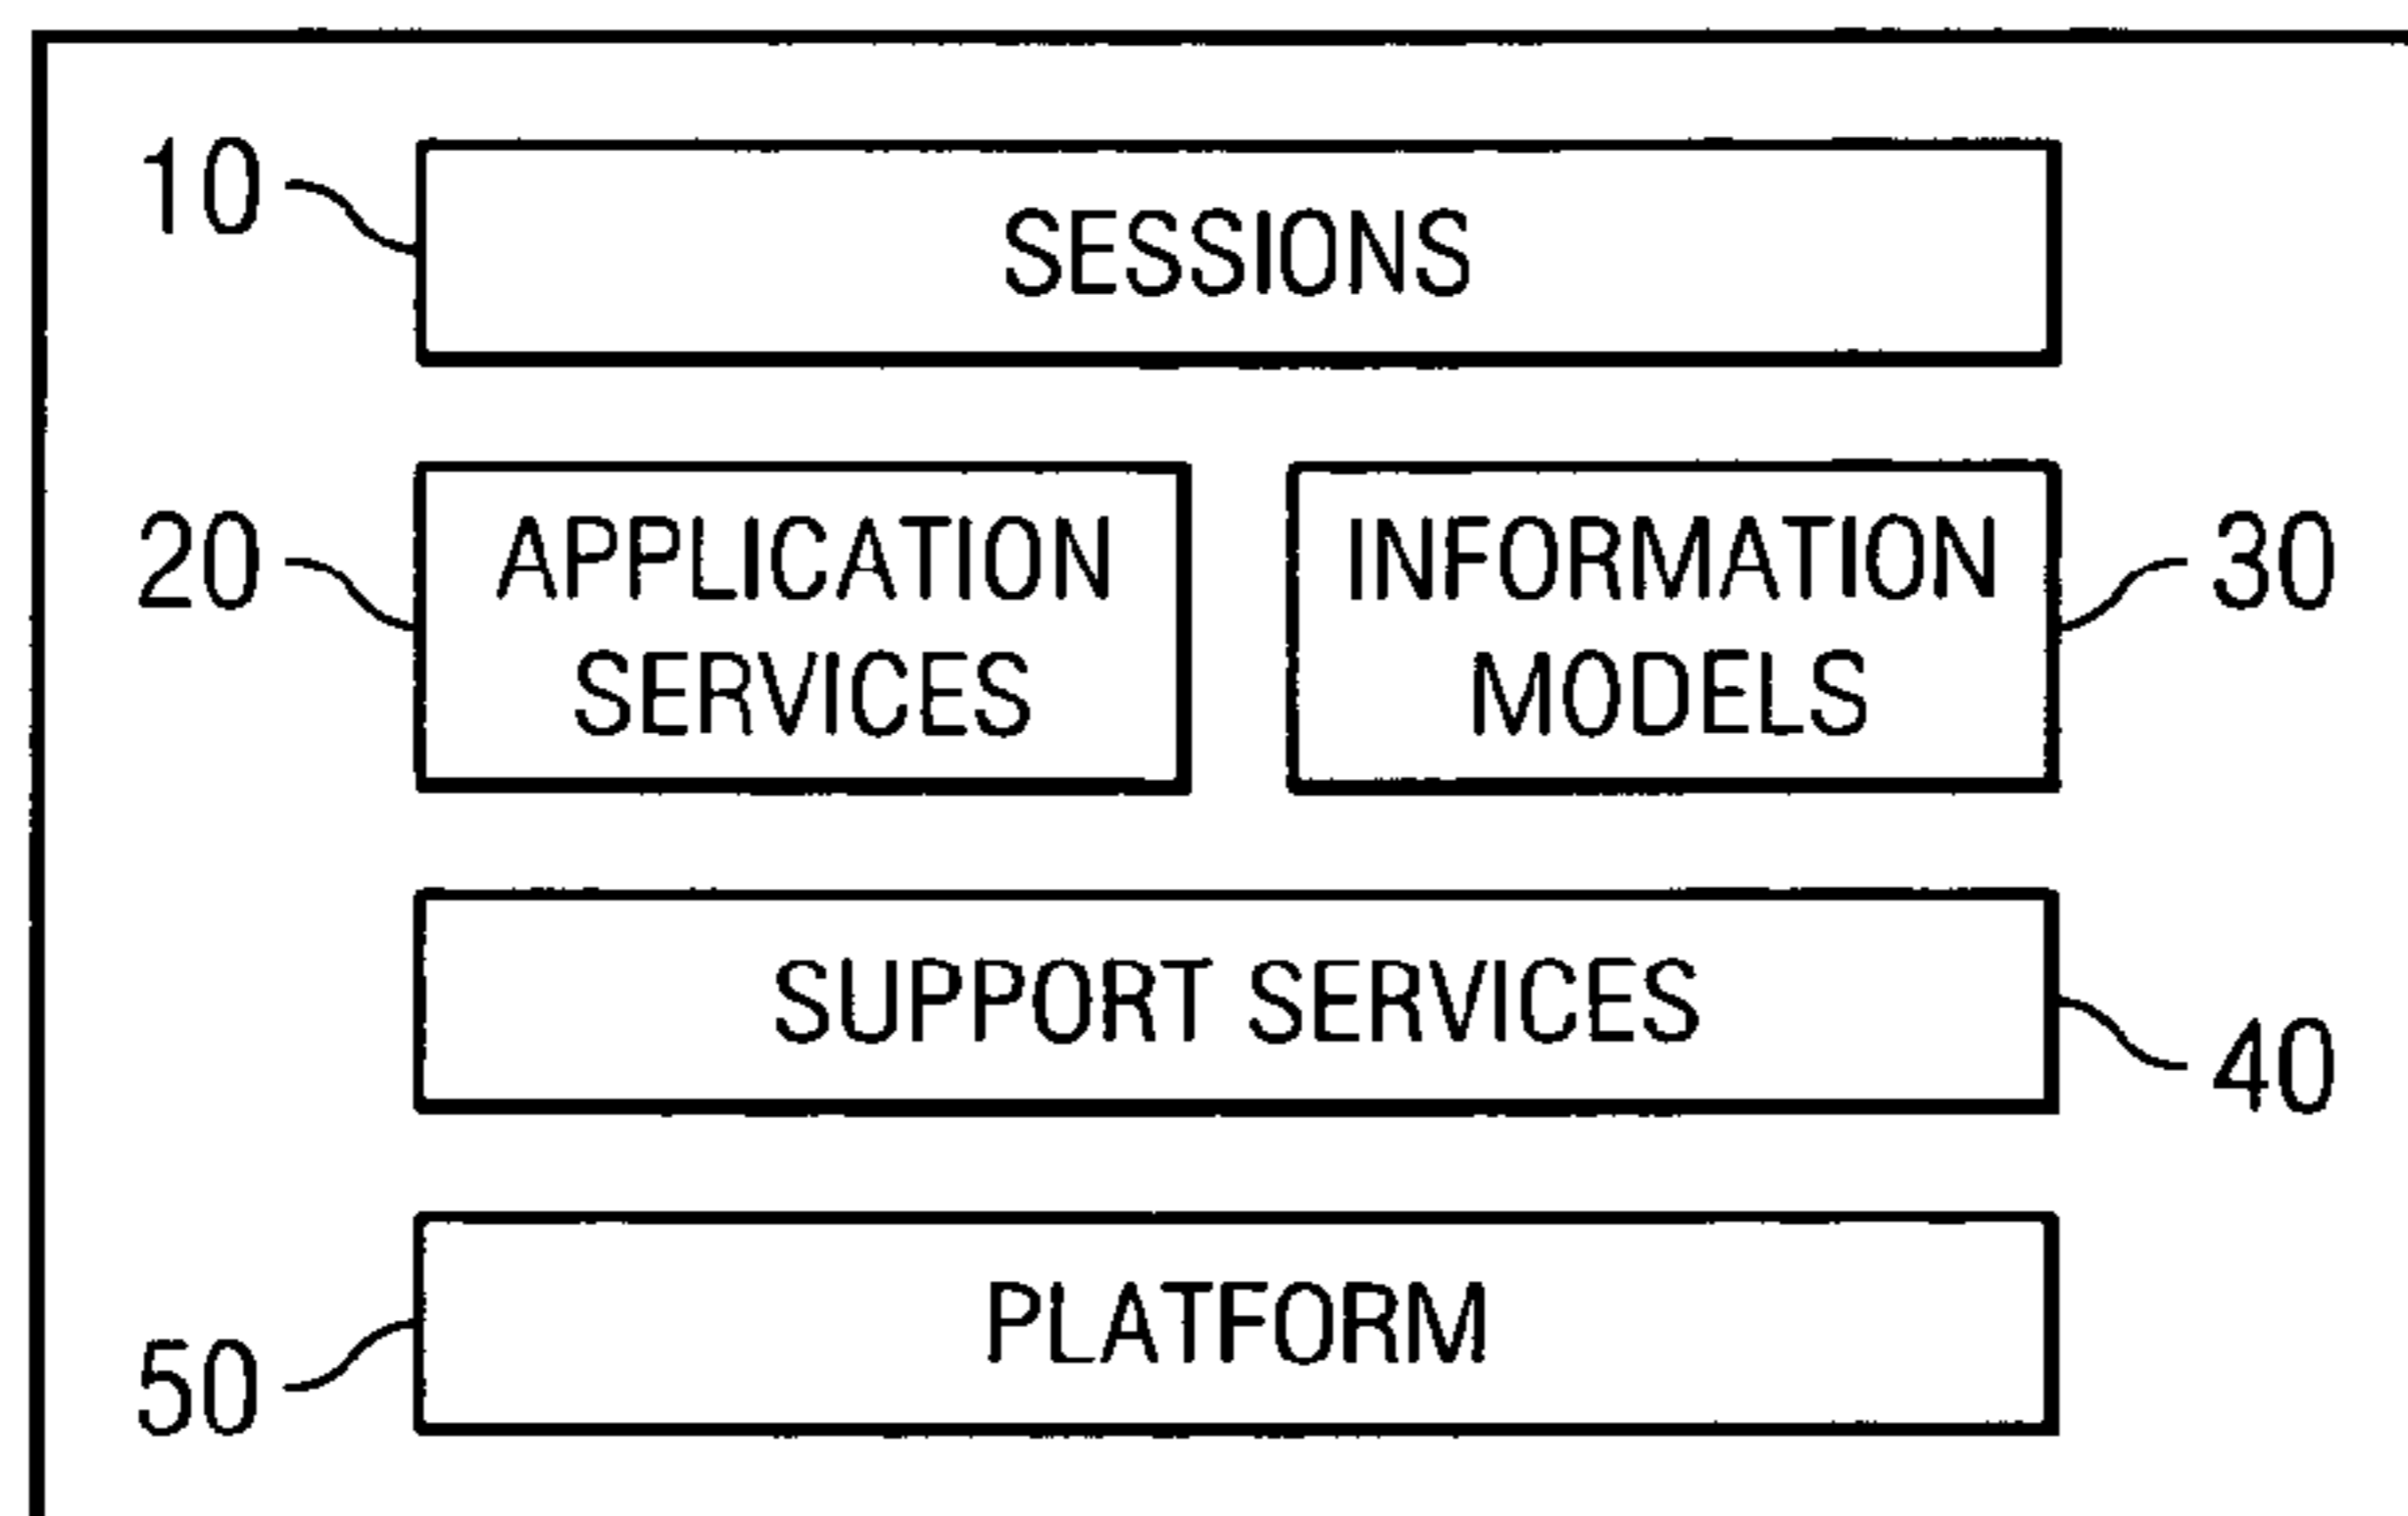 10
SESSIONS
20
APPLICATION
SERVICES
INFORMATION
MODELS
30
SUPPORT SERVICES
40
PLATFORM
50